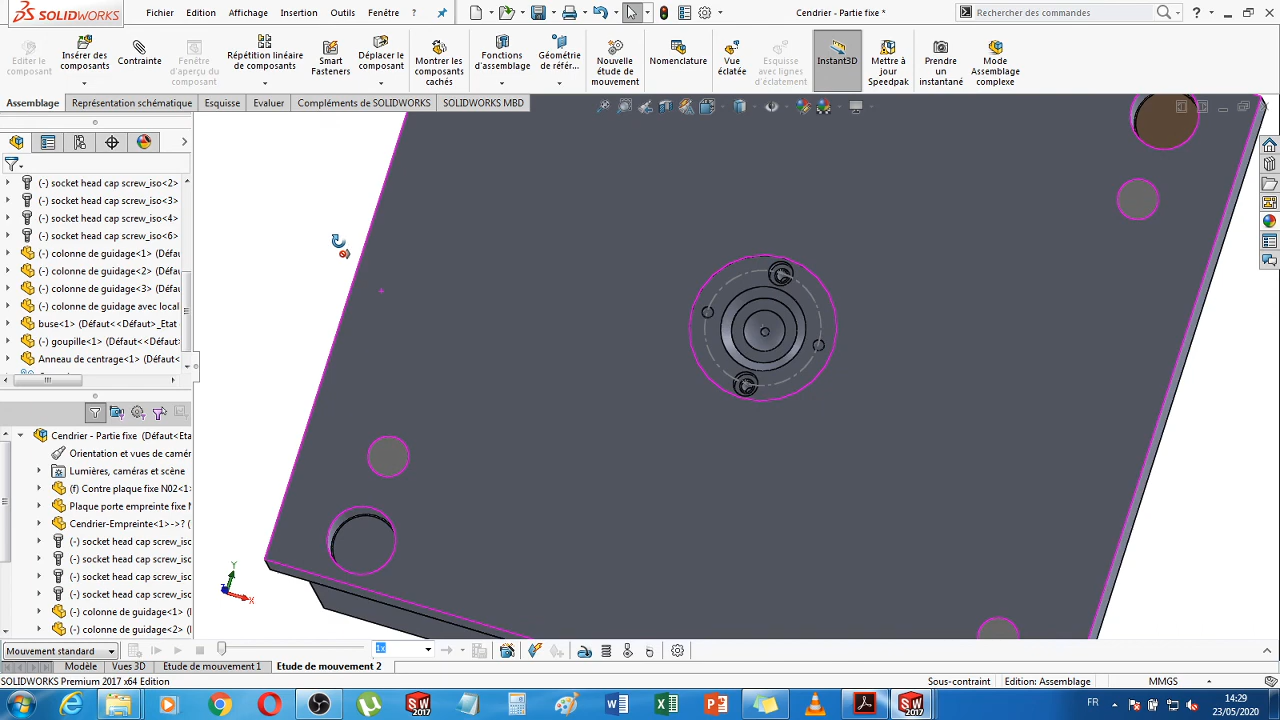 SOLIDWORKS
Fichier Edition Affichage Insertion Outils Fenêtre ?
Cendrier - Partie fixe *
Rechercher des commandes
Editer le composant
Insérer des composants
Contrainte
Fenêtre d'aperçu du composant
Répétition linéaire de composants
Smart Fasteners
Déplacer le composant
Montrer les composants cachés
Fonctions d'assemblage
Géométrie de référ...
Nouvelle étude de mouvement
Nomenclature
Vue éclatée
Esquisse avec lignes d'éclatement
Instant3D
Mettre à jour Speedpak
Prendre un instantané
Mode Assemblage complexe
Assemblage Représentation schématique Esquisse Evaluer Compléments de SOLIDWORKS SOLIDWORKS MBD
(-) socket head cap screw_iso<2>
(-) socket head cap screw_iso<3>
(-) socket head cap screw_iso<4>
(-) socket head cap screw_iso<6>
(-) colonne de guidage<1> (Défau
(-) colonne de guidage<2> (Défau
(-) colonne de guidage<3> (Défau
(-) colonne de guidage avec local
buse<1> (Défaut<<Défaut>_Etat
(-) goupille<1> (Défaut<<Défaut>
Anneau de centrage<1> (Défaut<
Cendrier - Partie fixe (Défaut<Etat
Orientation et vues de caméra
Lumières, caméras et scène
(f) Contre plaque fixe N02<1>
Plaque porte empreinte fixe N
Cendrier-Empreinte<1>->? (
(-) socket head cap screw_iso
(-) socket head cap screw_iso
(-) socket head cap screw_iso
(-) socket head cap screw_iso
(-) colonne de guidage<1> (
(-) colonne de guidage<2> (
Y
X
Z
Mouvement standard
1x
Modèle Vues 3D Etude de mouvement 1 Etude de mouvement 2
SOLIDWORKS Premium 2017 x64 Edition
Sous-contraint
Edition: Assemblage
MMGS
FR
14:29
23/05/2020